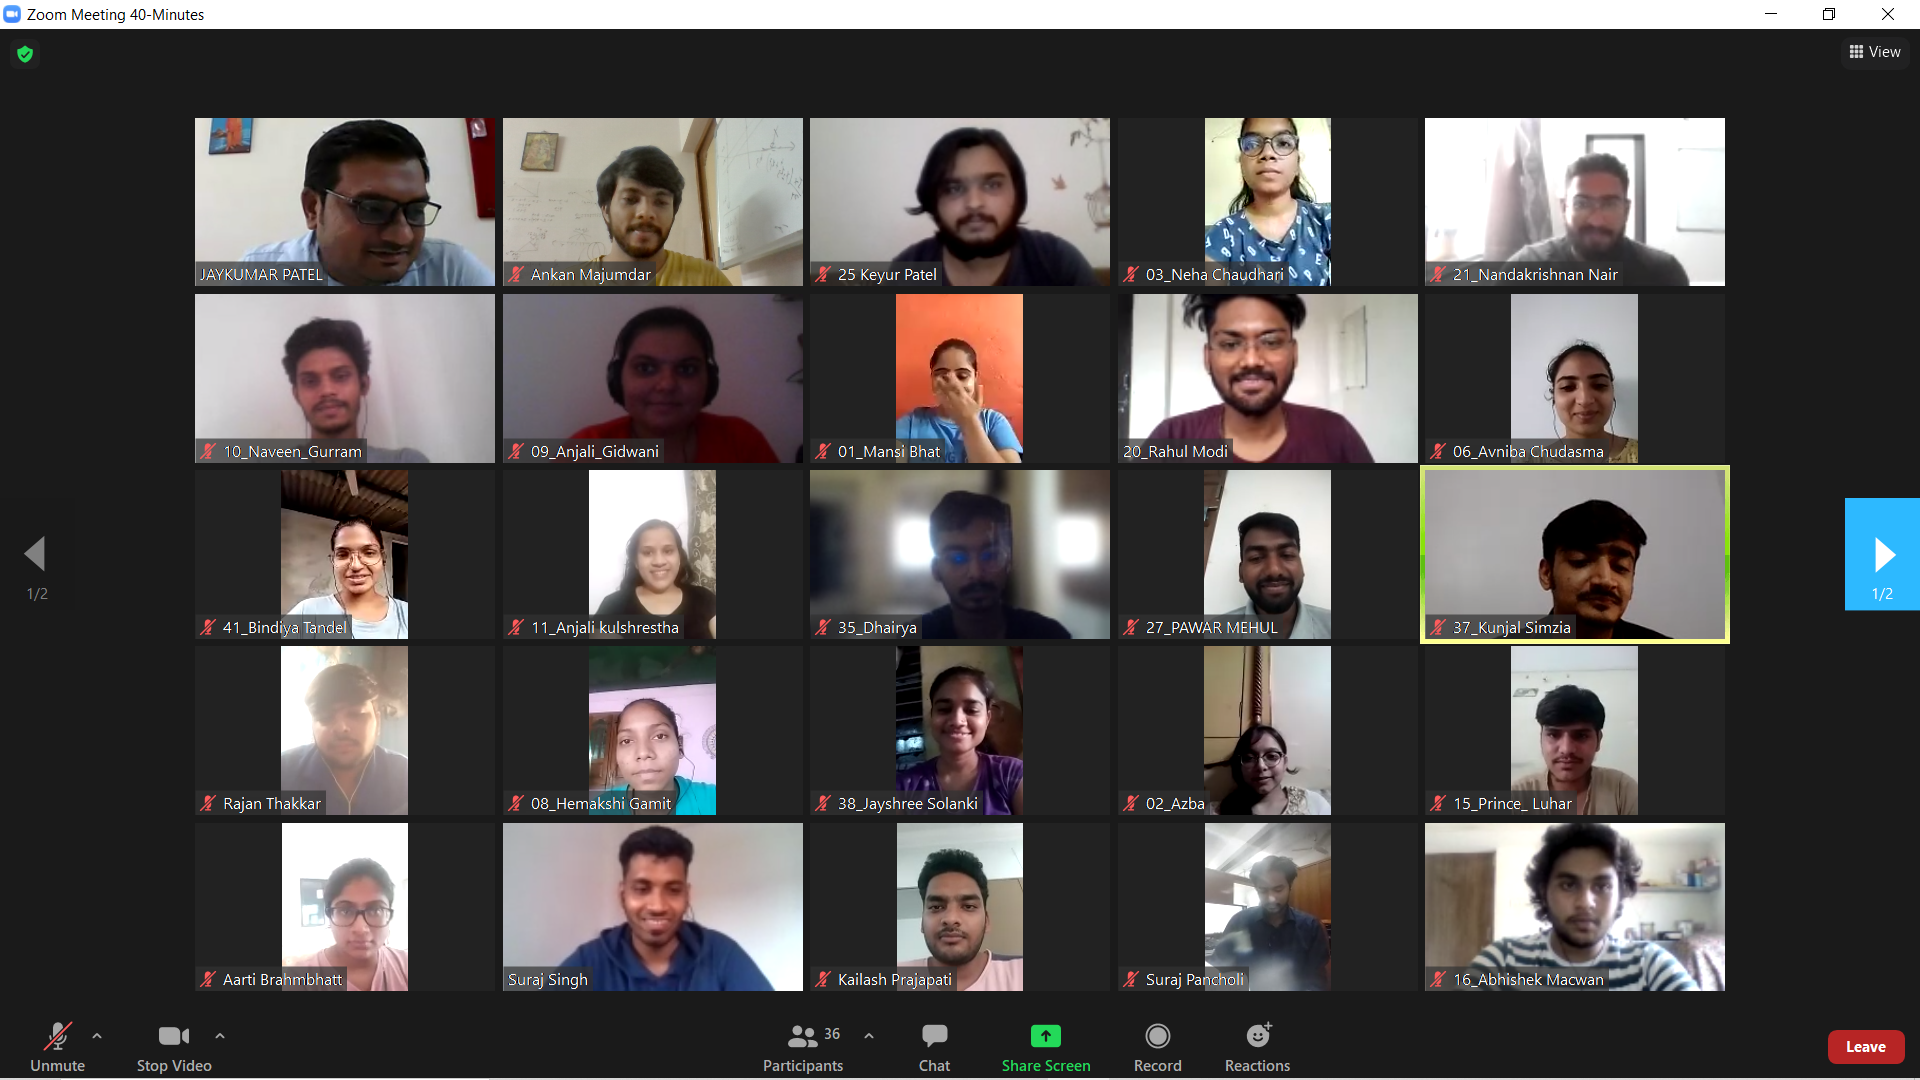 Zoom Meeting 40-Minutes
View
JAYKUMAR PATEL
Ankan Majumdar
25 Keyur Patel
03_Neha Chaudhari
21_Nandakrishnan Nair
10_Naveen_Gurram
09_Anjali_Gidwani
01_Mansi Bhat
20_Rahul Modi
06_Avniba Chudasma
41_Bindiya Tandel
11_Anjali kulshrestha
35_Dhairya
27_PAWAR MEHUL
37_Kunjal Simzia
1/2
1/2
Rajan Thakkar
08_Hemakshi Gamit
38_Jayshree Solanki
02_Azba
15_Prince_ Luhar
Aarti Brahmbhatt
Suraj Singh
Kailash Prajapati
Suraj Pancholi
16_Abhishek Macwan
Unmute
Stop Video
36
Participants
Chat
Share Screen
Record
Reactions
Leave